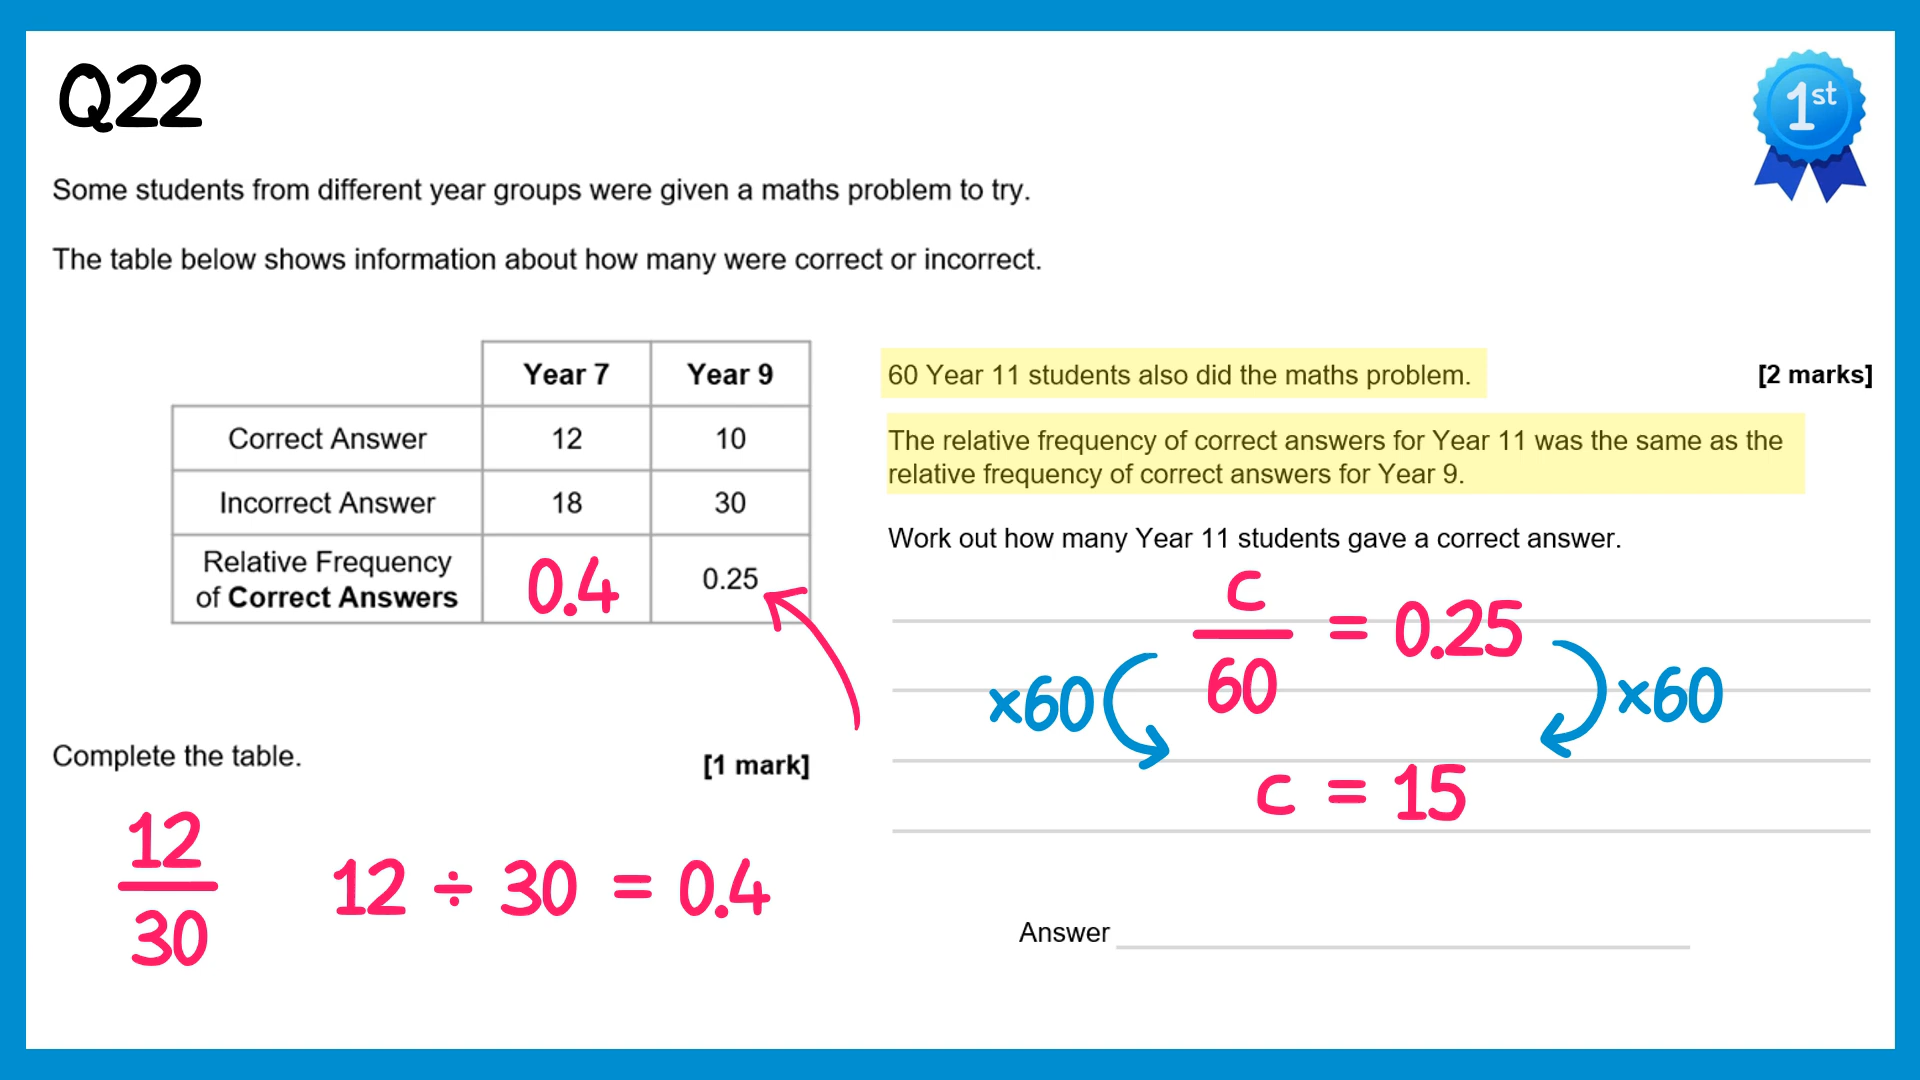 Q22
1st
Some students from different year groups were given a maths problem to try.
The table below shows information about how many were correct or incorrect.
Year 7 Year 9
Correct Answer 12 10
Incorrect Answer 18 30
Relative Frequency
of Correct Answers 0.4 0.25
Complete the table.
[1 mark]
12
30
12 ÷ 30 = 0.4
60 Year 11 students also did the maths problem.
[2 marks]
The relative frequency of correct answers for Year 11 was the same as the
relative frequency of correct answers for Year 9.
Work out how many Year 11 students gave a correct answer.
c
60
= 0.25
×60
×60
c = 15
Answer